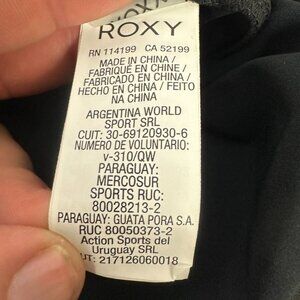 ROXY
RN 114199 CA 52199
MADE IN CHINA /
FABRIQUÉ EN CHINE /
FABRICADO EN CHINA /
HECHO EN CHINA / FEITO
NA CHINA
ARGENTINA WORLD
SPORT SRL
CUIT: 30-69120930-6
NUMERO DE VOLUNTARIO:
v-310/QW
PARAGUAY:
MERCOSUR
SPORTS RUC:
80028213-2
PARAGUAY: GUATA PORA S.A.
RUC 80050373-2
Action Sports del
Uruguay SRL
UT: 217126060018